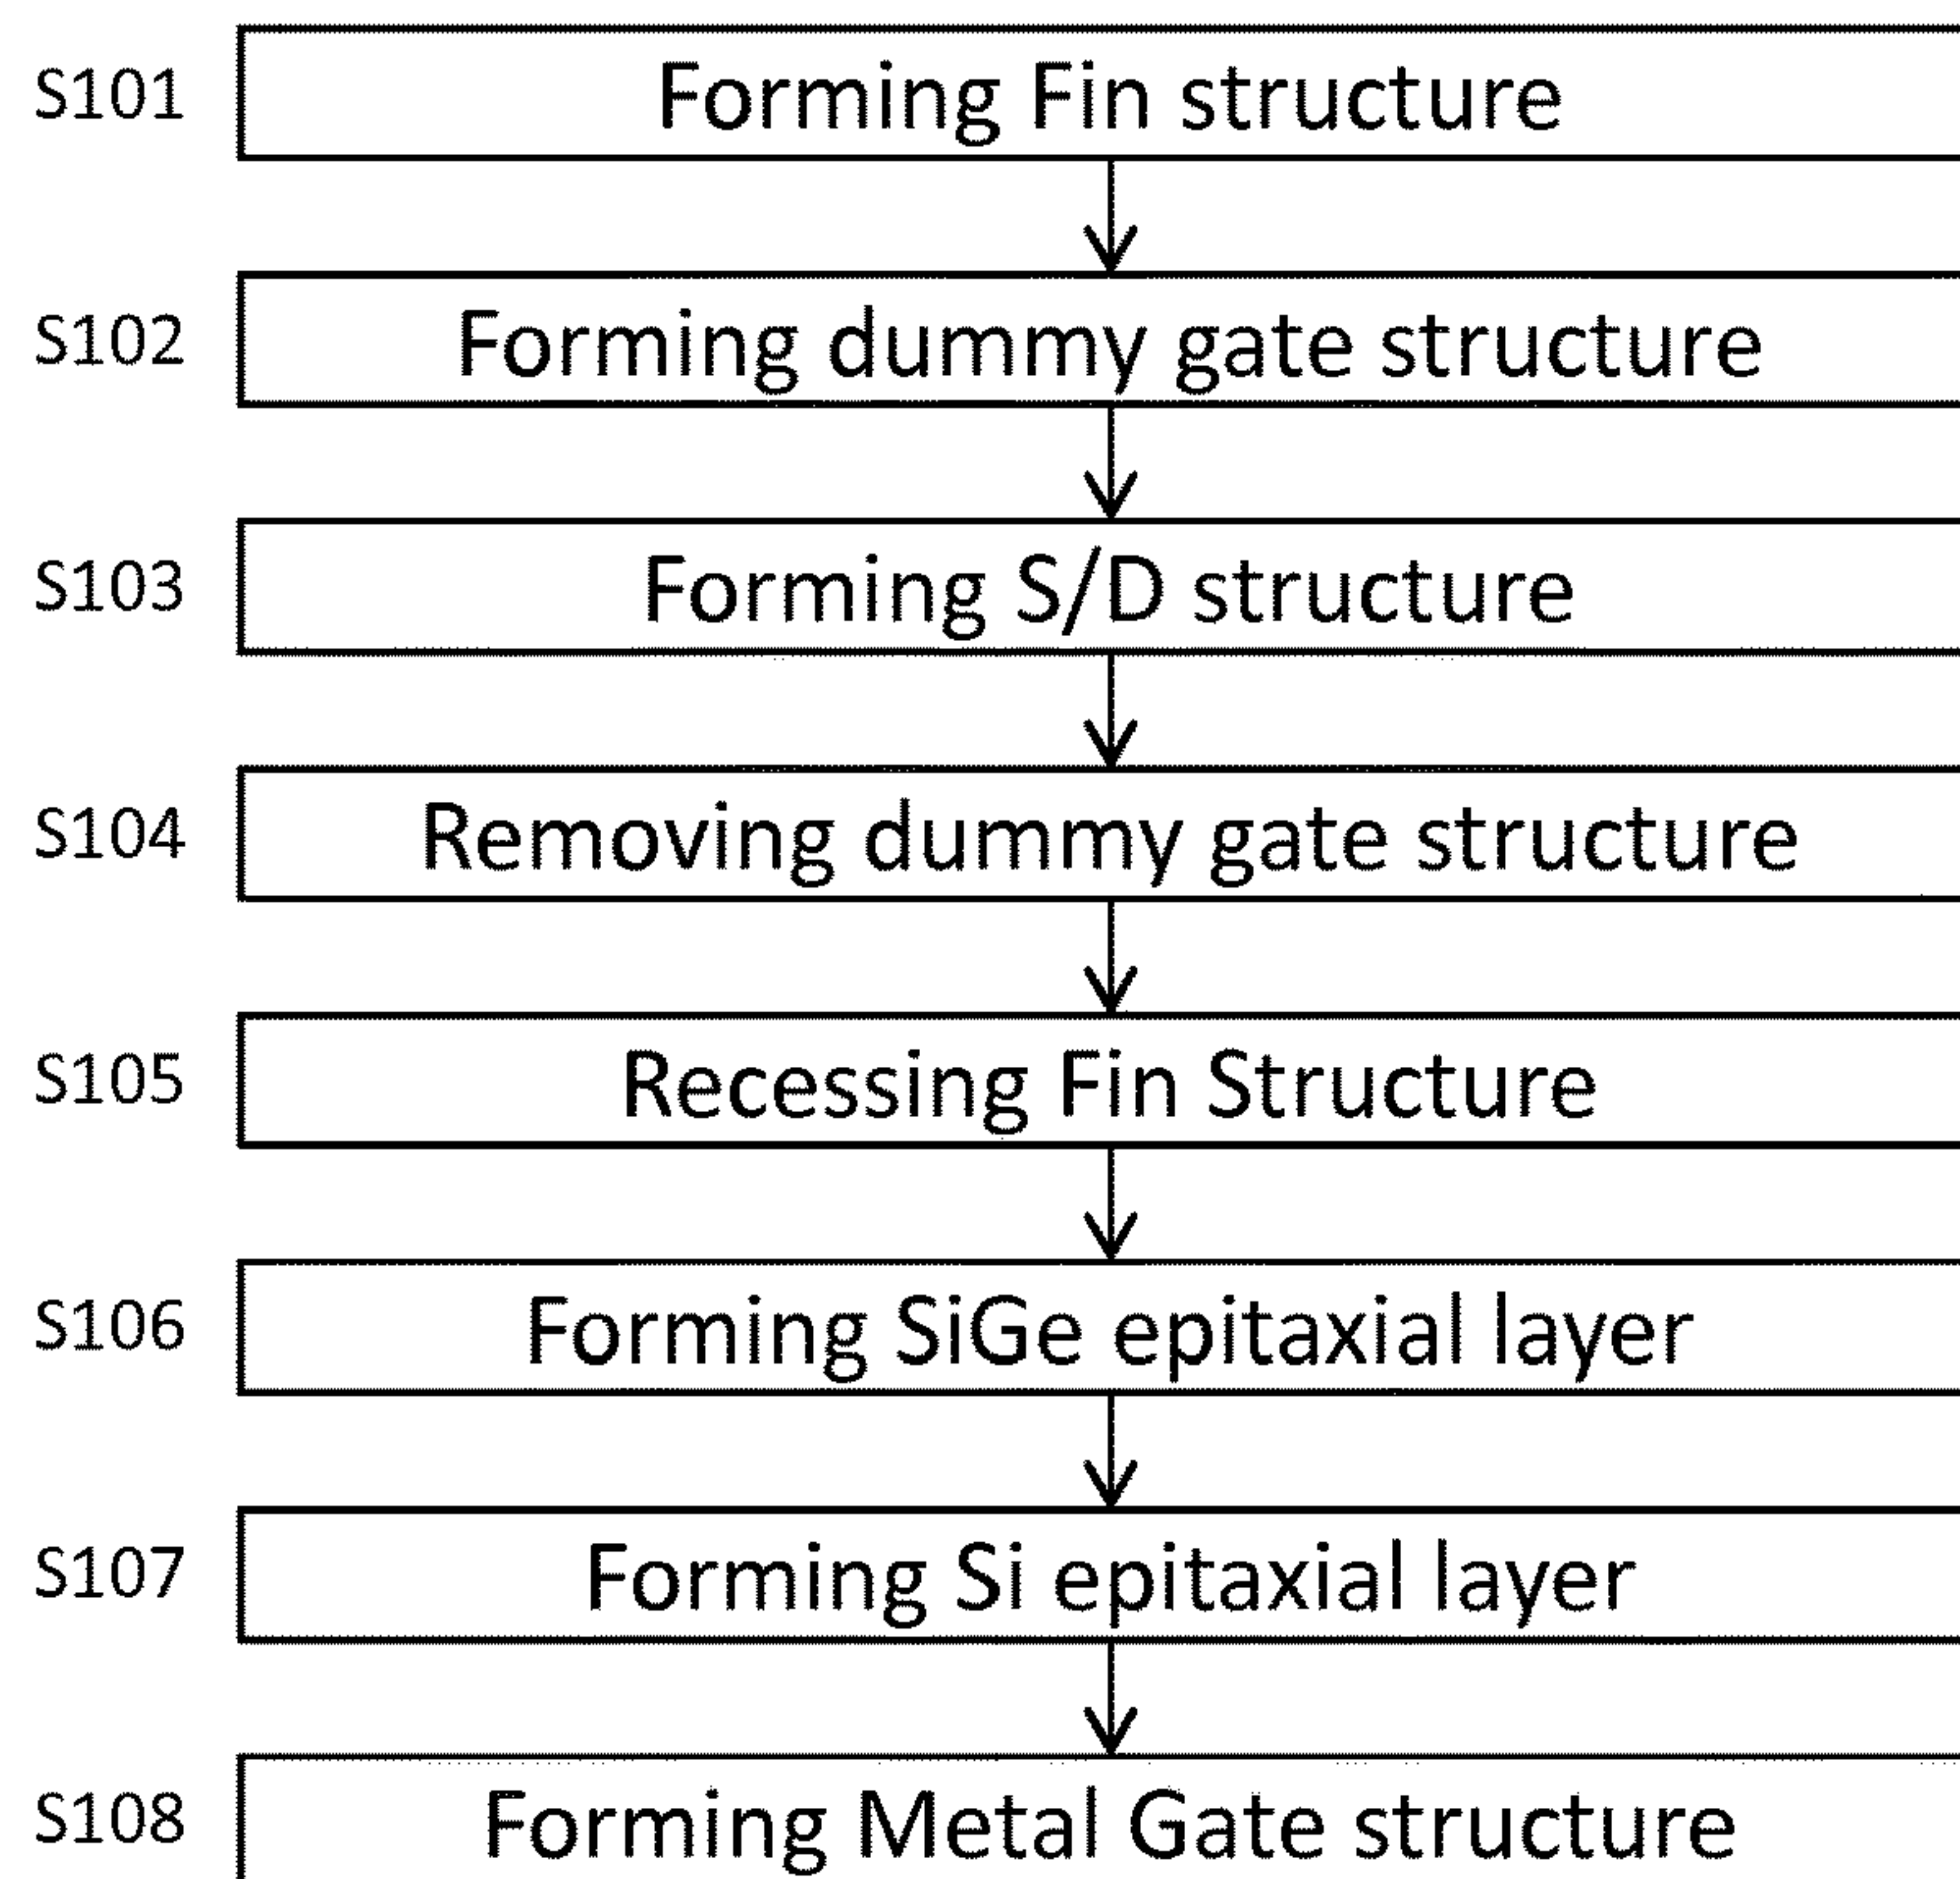 S101 Forming Fin structure
S102 Forming dummy gate structure
S103 Forming S/D structure
S104 Removing dummy gate structure
S105 Recessing Fin Structure
S106 Forming SiGe epitaxial layer
S107 Forming Si epitaxial layer
S108 Forming Metal Gate structure